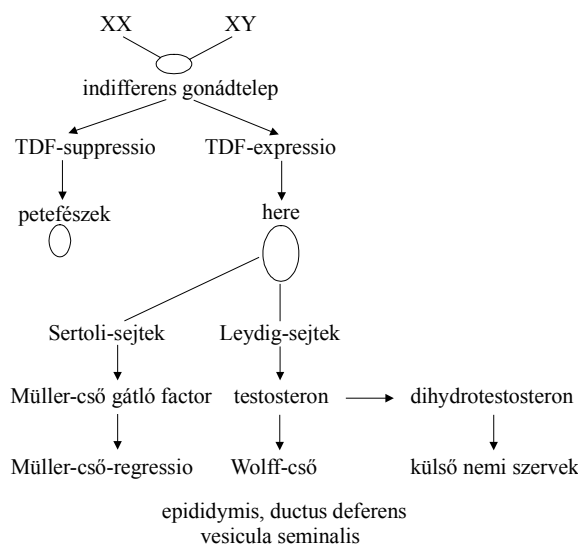 XX XY
indifferens gonádtelep
TDF-suppressio TDF-expressio
petefészek here
Sertoli-sejtek Leydig-sejtek
Müller-cső gátló factor testosteron dihydrotestosteron
Müller-cső-regressio Wolff-cső külső nemi szervek
epididymis, ductus deferens
vesicula seminalis